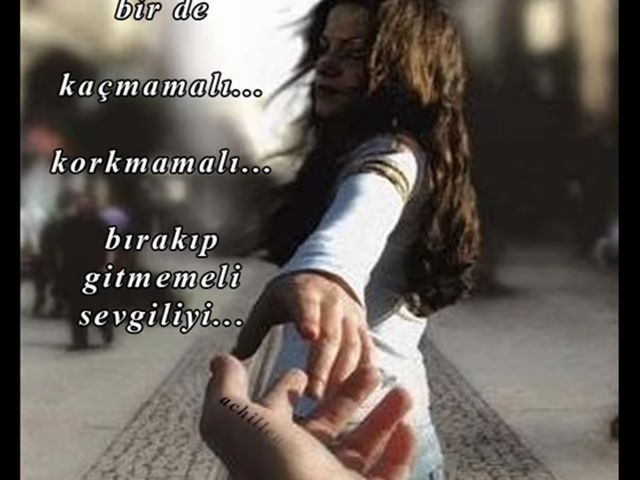 bir de
kaçmamalı...
korkmamalı...
bırakıp
gitmemeli
sevgiliyi...